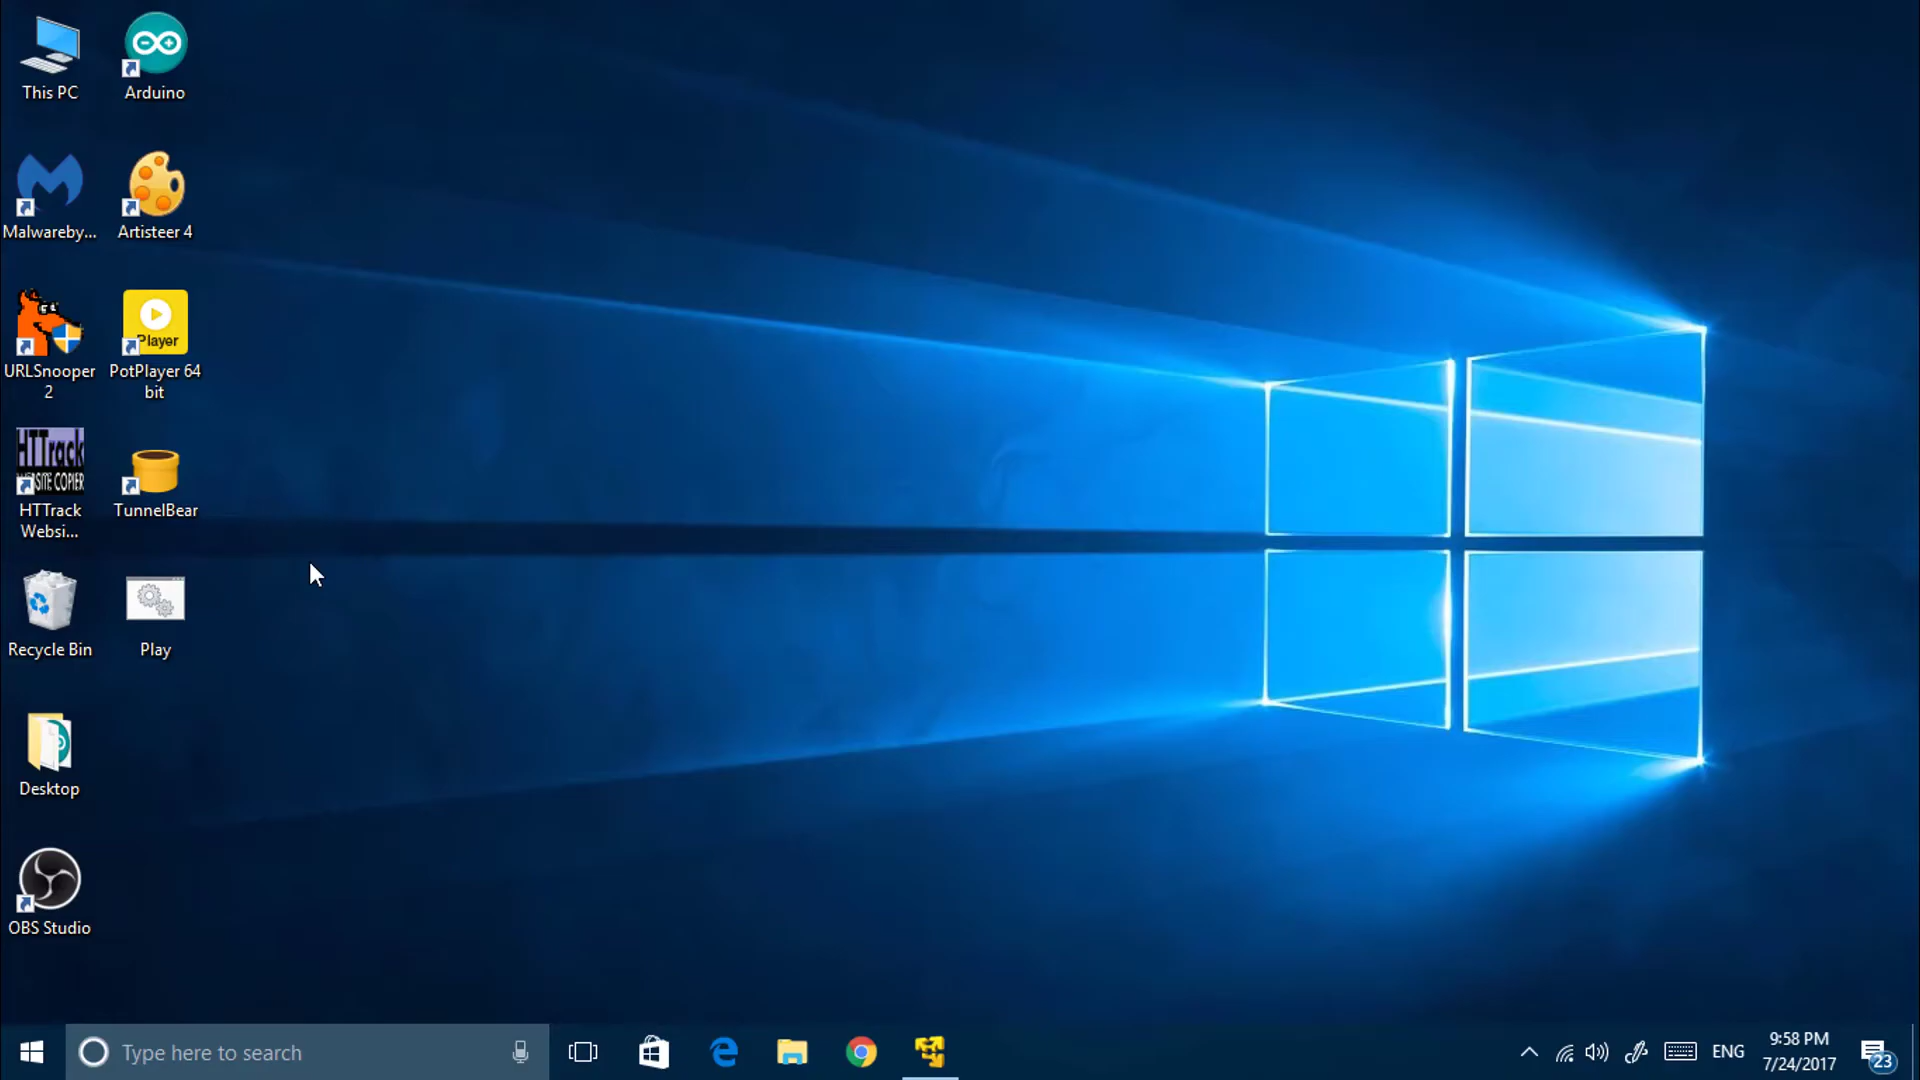 This PC
Arduino
Malwareby...
Artisteer 4
URLSnooper
2
Player
PotPlayer 64
bit
HTTrack
WEBSITE COPIER
HTTrack
Websi...
TunnelBear
Recycle Bin
Play
Desktop
OBS Studio
Type here to search
ENG
9:58 PM
7/24/2017
23